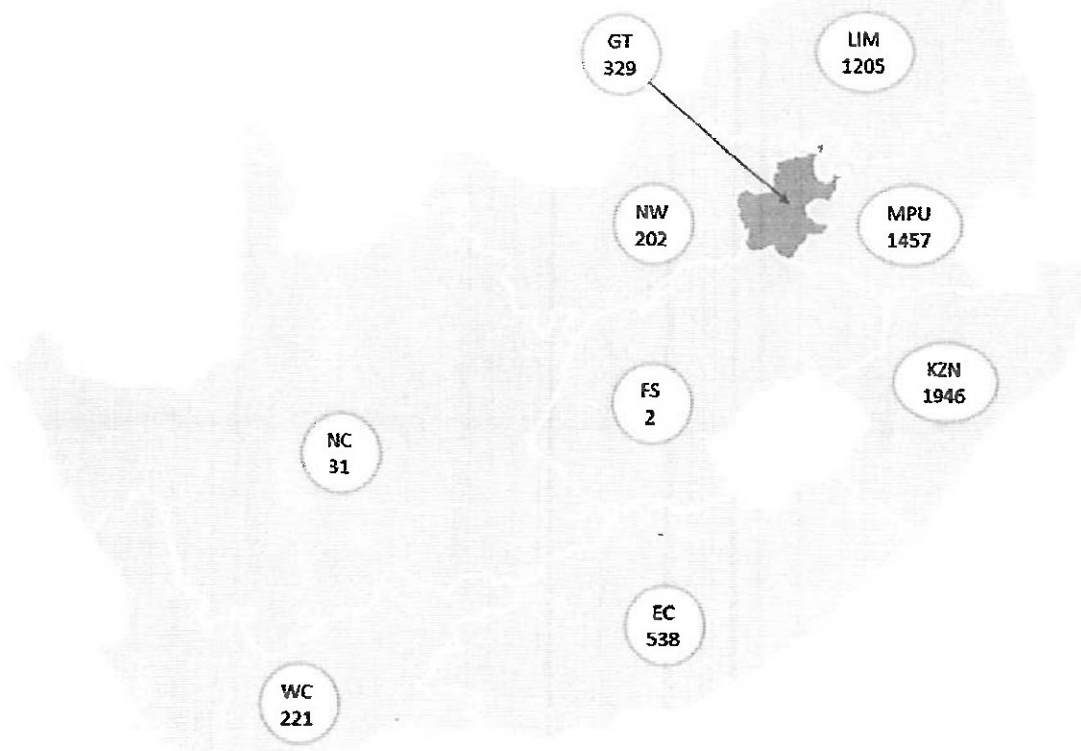 GT
329
LIM
1205
NW
202
MPU
1457
KZN
1946
FS
2
NC
31
EC
538
WC
221